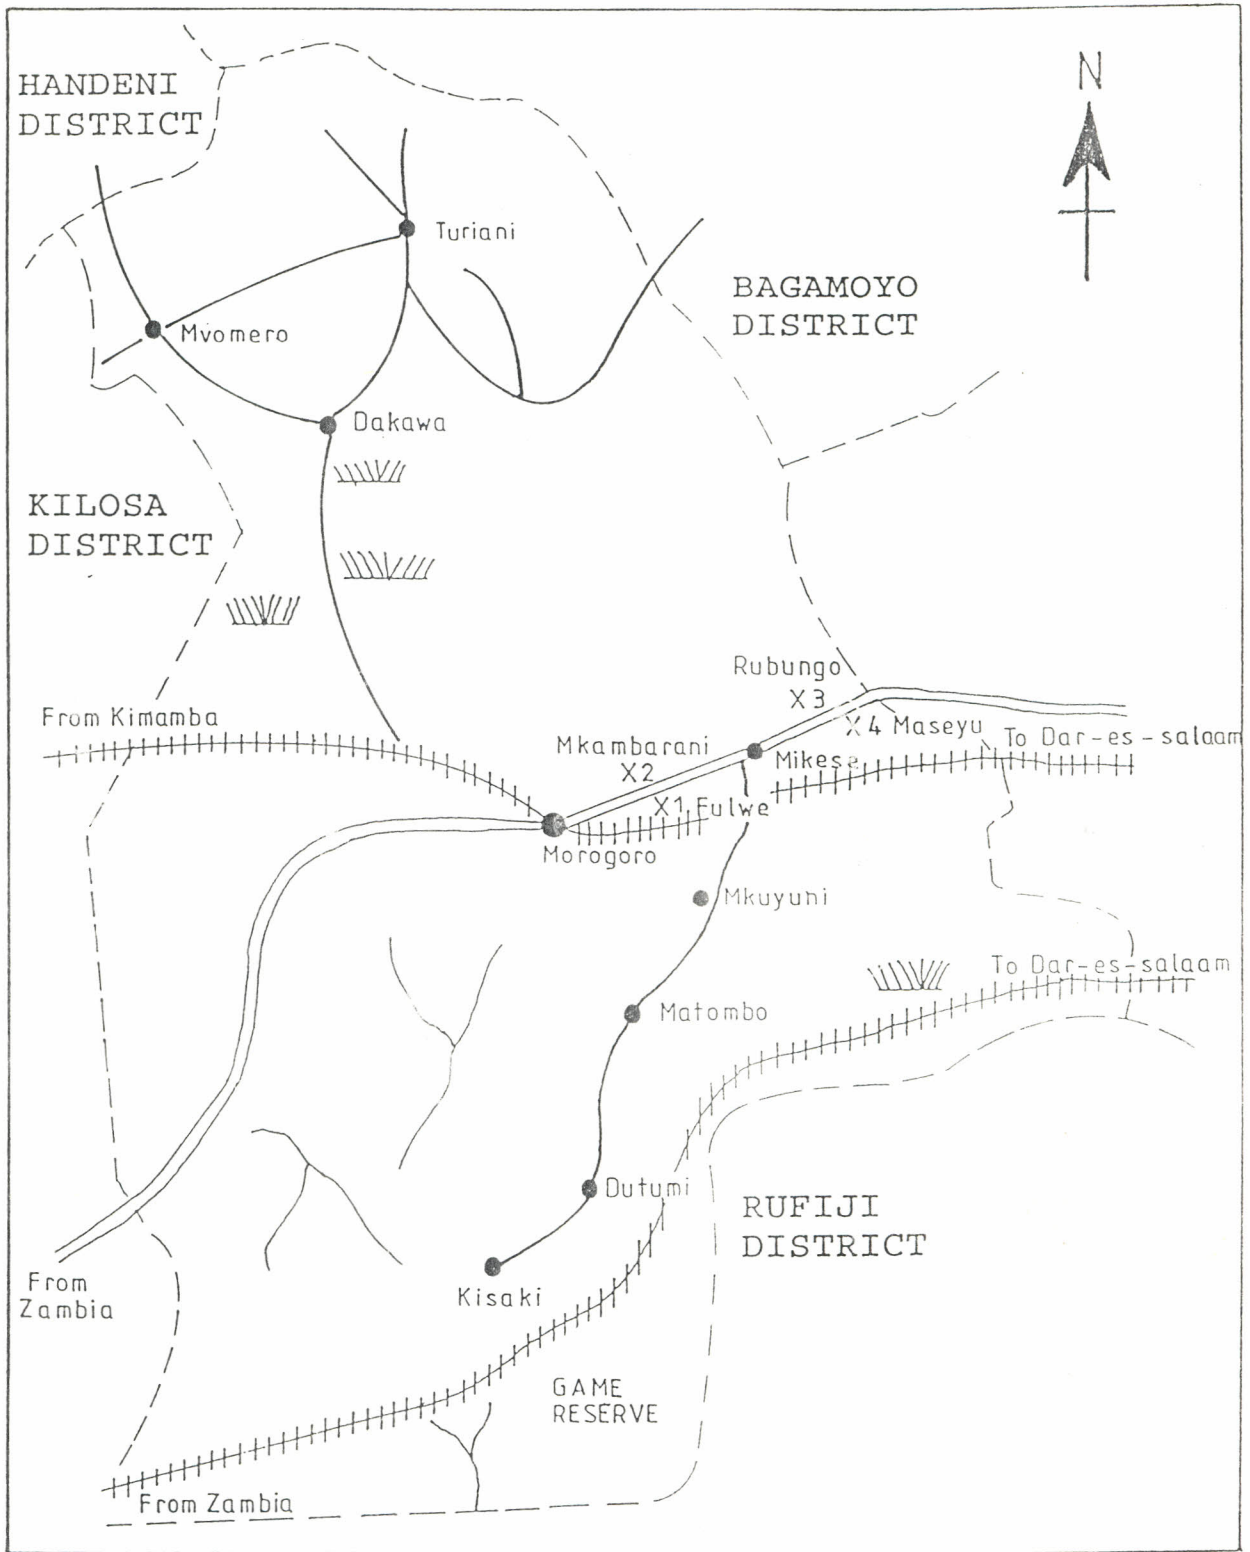 N
HANDENI
DISTRICT
Turiani
BAGAMOYO
DISTRICT
Mvomero
Dakawa
KILOSA
DISTRICT
Rubungo
X3
From Kimamba
X4 Maseyu
To Dar-es-salaam
Mkambarani
X2
Mikese
X1 Fulwe
Morogoro
Mkuyuni
To Dar-es-salaam
Matombo
Dutumi
RUFIJI
DISTRICT
From
Zambia
Kisaki
GAME
RESERVE
From Zambia